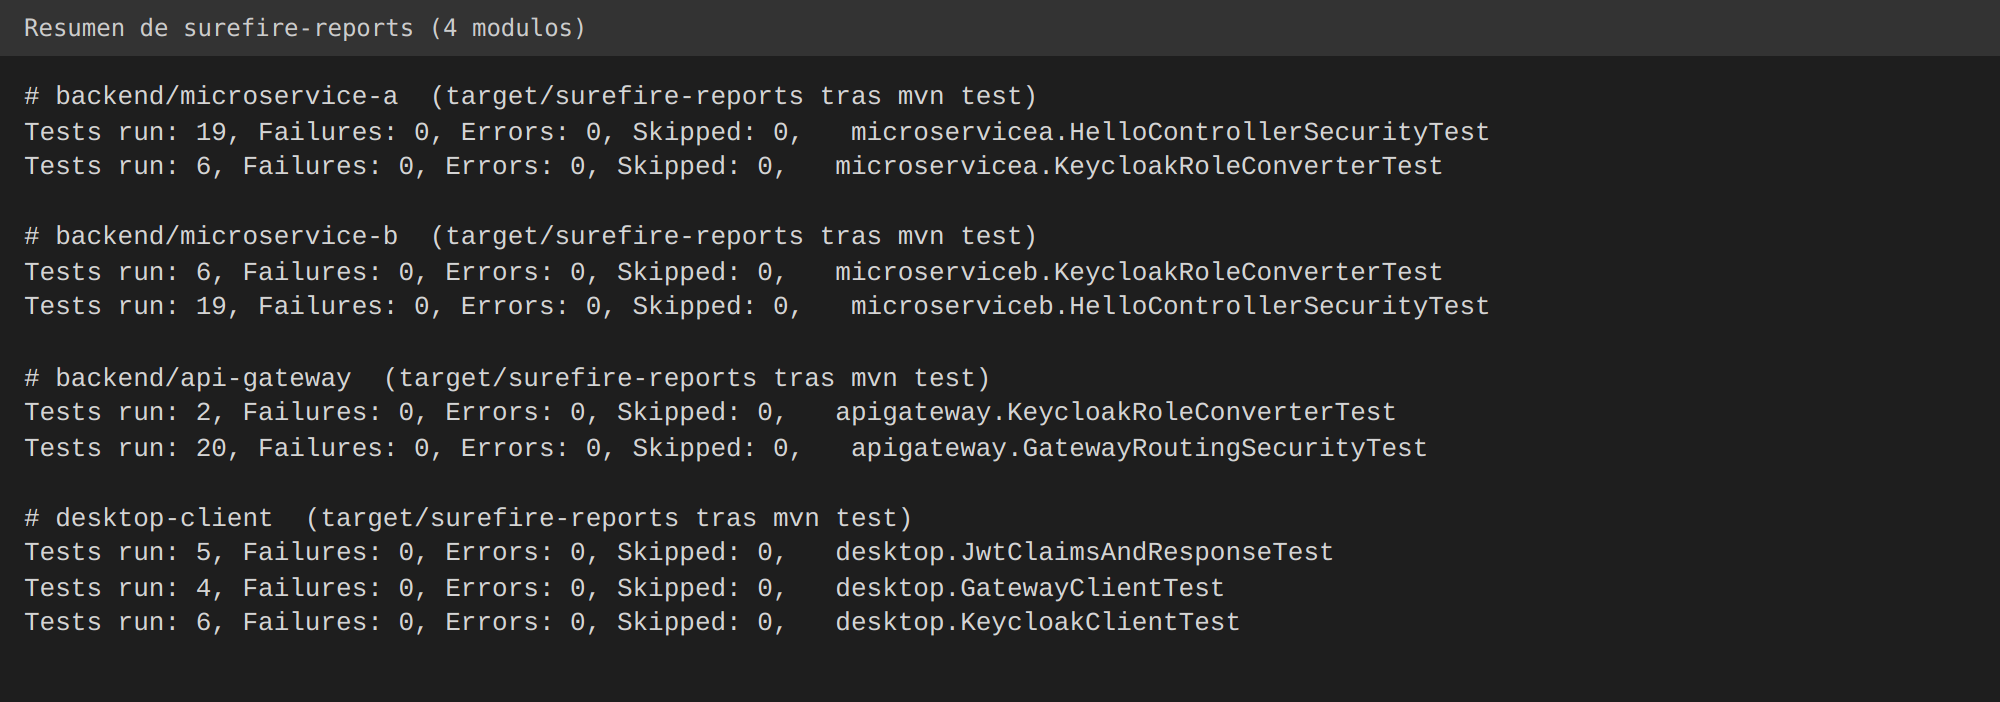 Resumen de surefire-reports (4 modulos)
# backend/microservice-a  (target/surefire-reports tras mvn test)
Tests run: 19, Failures: 0, Errors: 0, Skipped: 0,   microservicea.HelloControllerSecurityTest
Tests run: 6, Failures: 0, Errors: 0, Skipped: 0,   microservicea.KeycloakRoleConverterTest
# backend/microservice-b  (target/surefire-reports tras mvn test)
Tests run: 6, Failures: 0, Errors: 0, Skipped: 0,   microserviceb.KeycloakRoleConverterTest
Tests run: 19, Failures: 0, Errors: 0, Skipped: 0,   microserviceb.HelloControllerSecurityTest
# backend/api-gateway  (target/surefire-reports tras mvn test)
Tests run: 2, Failures: 0, Errors: 0, Skipped: 0,   apigateway.KeycloakRoleConverterTest
Tests run: 20, Failures: 0, Errors: 0, Skipped: 0,   apigateway.GatewayRoutingSecurityTest
# desktop-client  (target/surefire-reports tras mvn test)
Tests run: 5, Failures: 0, Errors: 0, Skipped: 0,   desktop.JwtClaimsAndResponseTest
Tests run: 4, Failures: 0, Errors: 0, Skipped: 0,   desktop.GatewayClientTest
Tests run: 6, Failures: 0, Errors: 0, Skipped: 0,   desktop.KeycloakClientTest